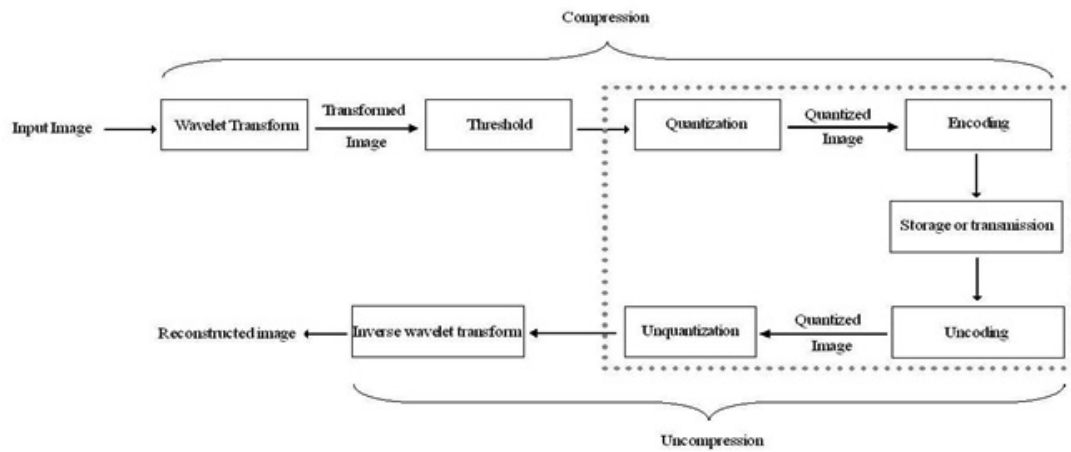 Compression
Input Image
Wavelet Transform
Transformed
Image
Threshold
Quantization
Quantized
Image
Encoding
Storage or transmission
Reconstructed image
Inverse wavelet transform
Unquantization
Quantized
Image
Uncoding
Uncompression